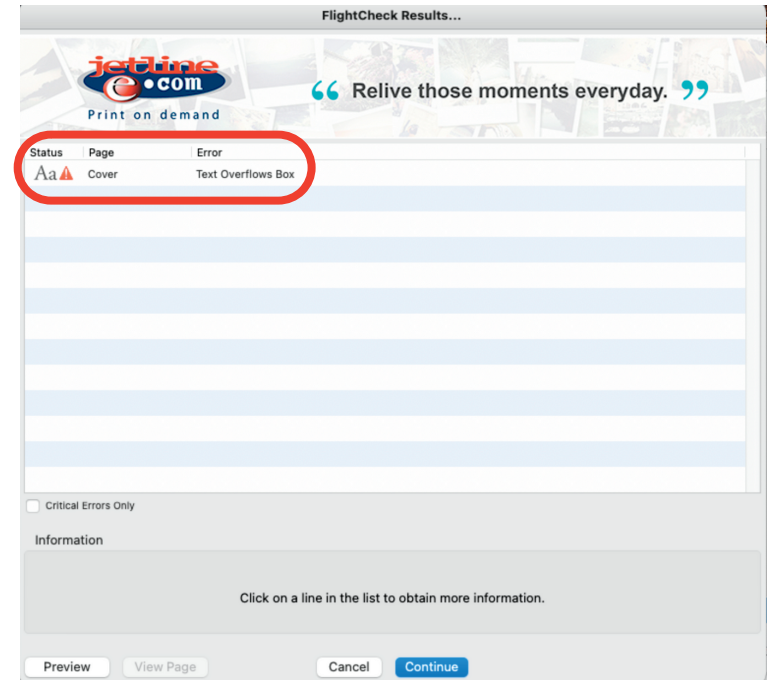 FlightCheck Results...
jetline
e•com
Print on demand
“ Relive those moments everyday. ”
Status Page Error
Aa Cover Text Overflows Box
Critical Errors Only
Information
Click on a line in the list to obtain more information.
Preview View Page Cancel Continue